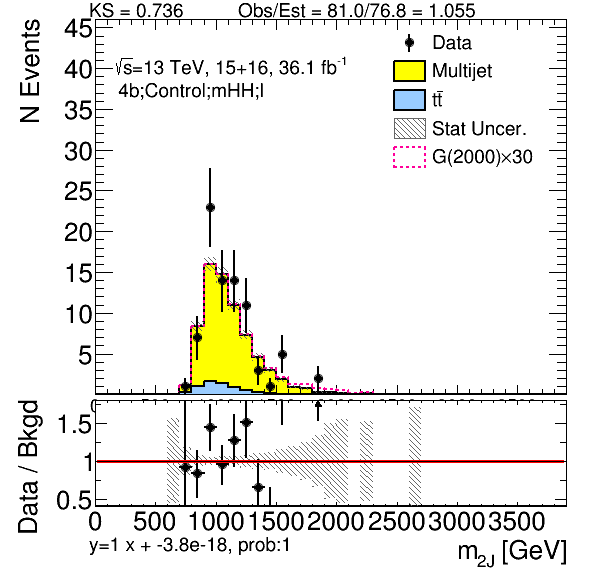 KS = 0.736 Obs/Est = 81.0/76.8 = 1.055
N Events
45
40
35
30
25
20
15
10
5
√s=13 TeV, 15+16, 36.1 fb⁻¹
4b;Control;mHH;l
Data
Multijet
tt̄
Stat Uncer.
G(2000)×30
Data / Bkgd
1.5
1
0.5
0 500 1000 1500 2000 2500 3000 3500
y=1 x + -3.8e-18, prob:1
m2J [GeV]